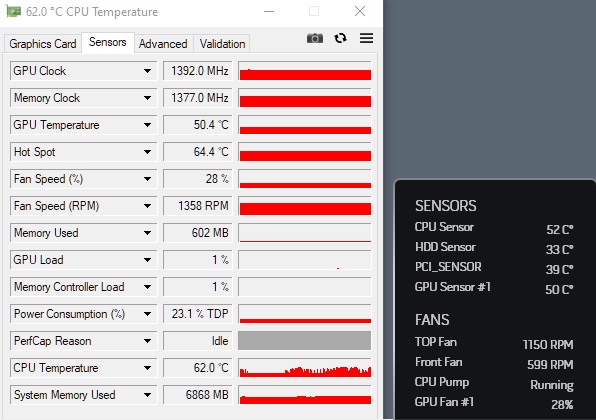 62.0 °C CPU Temperature
Graphics Card Sensors Advanced Validation
GPU Clock 1392.0 MHz
Memory Clock 1377.0 MHz
GPU Temperature 50.4 °C
Hot Spot 64.4 °C
Fan Speed (%) 28 %
Fan Speed (RPM) 1358 RPM
Memory Used 602 MB
GPU Load 1 %
Memory Controller Load 1 %
Power Consumption (%) 23.1 % TDP
PerfCap Reason Idle
CPU Temperature 62.0 °C
System Memory Used 6868 MB
SENSORS
CPU Sensor 52 C°
HDD Sensor 33 C°
PCI_SENSOR 39 C°
GPU Sensor #1 50 C°
FANS
TOP Fan 1150 RPM
Front Fan 599 RPM
CPU Pump Running
GPU Fan #1 28%